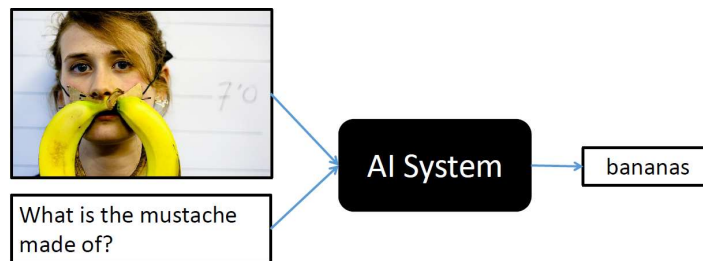 7'0
What is the mustache
made of?
AI System
bananas